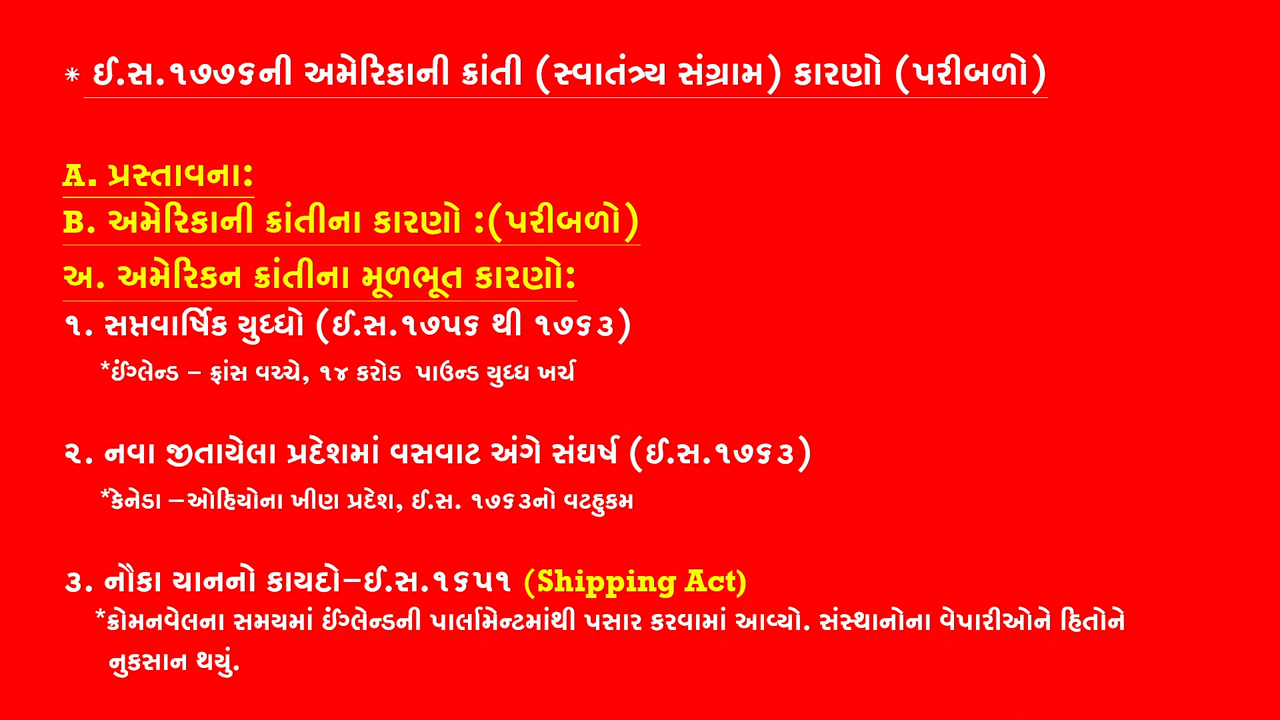 * ઈ.સ.૧૭૭૬ની અમેરિકાની ક્રાંતી (સ્વાતંત્ર્ય સંગ્રામ) કારણો (પરીબળો)
A. પ્રસ્તાવના:
B. અમેરિકાની ક્રાંતીના કારણો :(પરીબળો)
અ. અમેરિકન ક્રાંતીના મૂળભૂત કારણો:
૧. સપ્તવાર્ષિક યુધ્ધો (ઈ.સ.૧૭૫૬ થી ૧૭૬૩)
*ઈંગ્લેન્ડ – ફ્રાંસ વચ્ચે, ૧૪ કરોડ પાઉન્ડ યુધ્ધ ખર્ચ
૨. નવા જીતાયેલા પ્રદેશમાં વસવાટ અંગે સંઘર્ષ (ઈ.સ.૧૭૬૩)
*કેનેડા –ઓહિયોના ખીણ પ્રદેશ, ઈ.સ. ૧૭૬૩નો વટહુકમ
૩. નૌકા યાનનો કાયદો–ઈ.સ.૧૬૫૧ (Shipping Act)
*ક્રોમનવેલના સમયમાં ઈંગ્લેન્ડની પાર્લામેન્ટમાંથી પસાર કરવામાં આવ્યો. સંસ્થાનોના વેપારીઓને હિતોને
નુકસાન થયું.